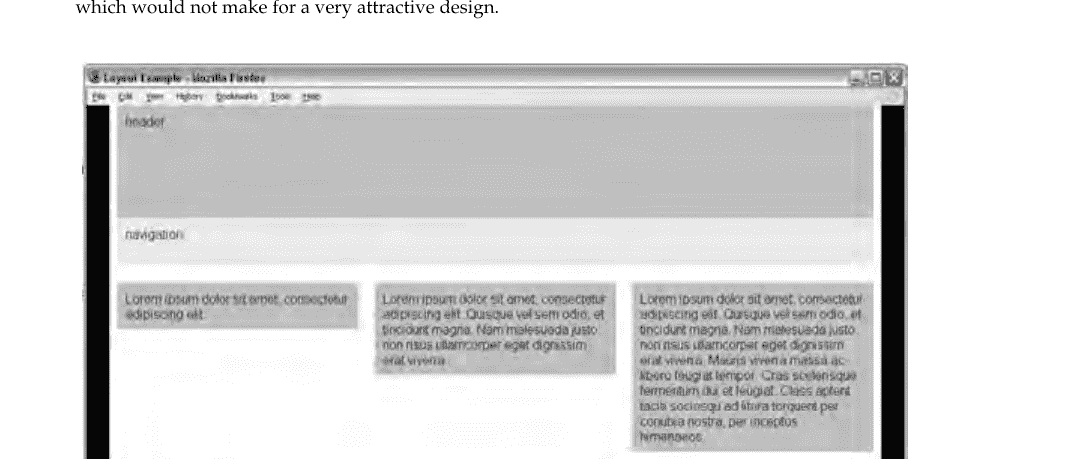 which would not make for a very attractive design.
Layout Example - Mozilla Firefox
File Edit View History Bookmarks Tools Help
header
navigation
Lorem ipsum dolor sit amet, consectetur
adipiscing elit.
Lorem ipsum dolor sit amet, consectetur
adipiscing elit. Quisque vel sem odio, et
tincidunt magna. Nam malesuada justo
non risus ullamcorper eget dignissim
erat viverra.
Lorem ipsum dolor sit amet, consectetur
adipiscing elit. Quisque vel sem odio, et
tincidunt magna. Nam malesuada justo
non risus ullamcorper eget dignissim
erat viverra. Mauris viverra massa ac
libero feugiat tempor. Cras scelerisque
fermentum dui et feugiat. Class aptent
taciti sociosqu ad litora torquent per
conubia nostra, per inceptos
himenaeos.